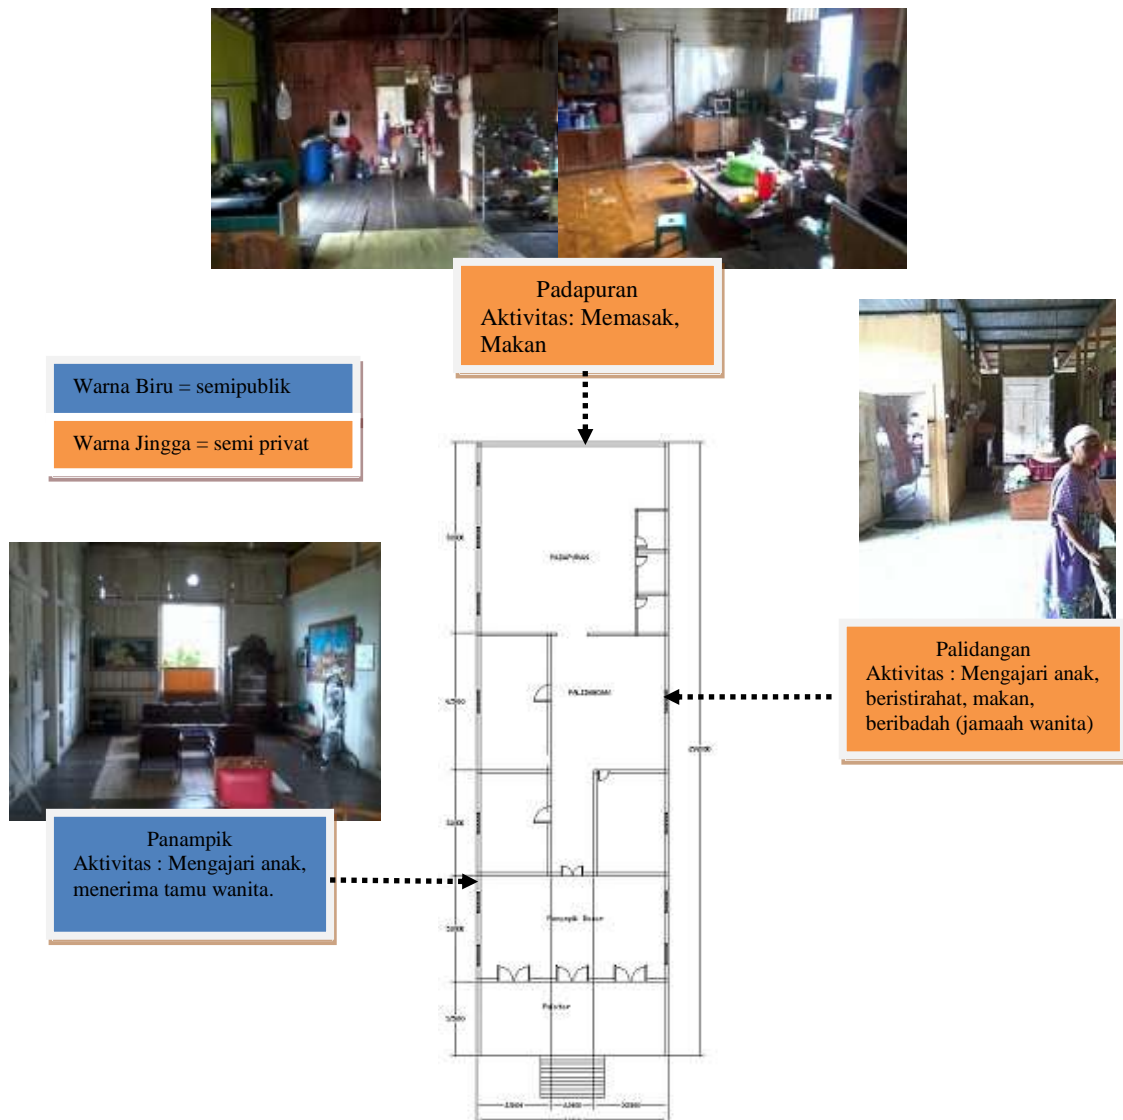 Padapuran
Aktivitas: Memasak,
Makan
Warna Biru = semipublik
Warna Jingga = semi privat
PADAPURAN
Palidangan
Aktivitas : Mengajari anak,
beristirahat, makan,
beribadah (jamaah wanita)
PALIDANGAN
Panampik
Aktivitas : Mengajari anak,
menerima tamu wanita.